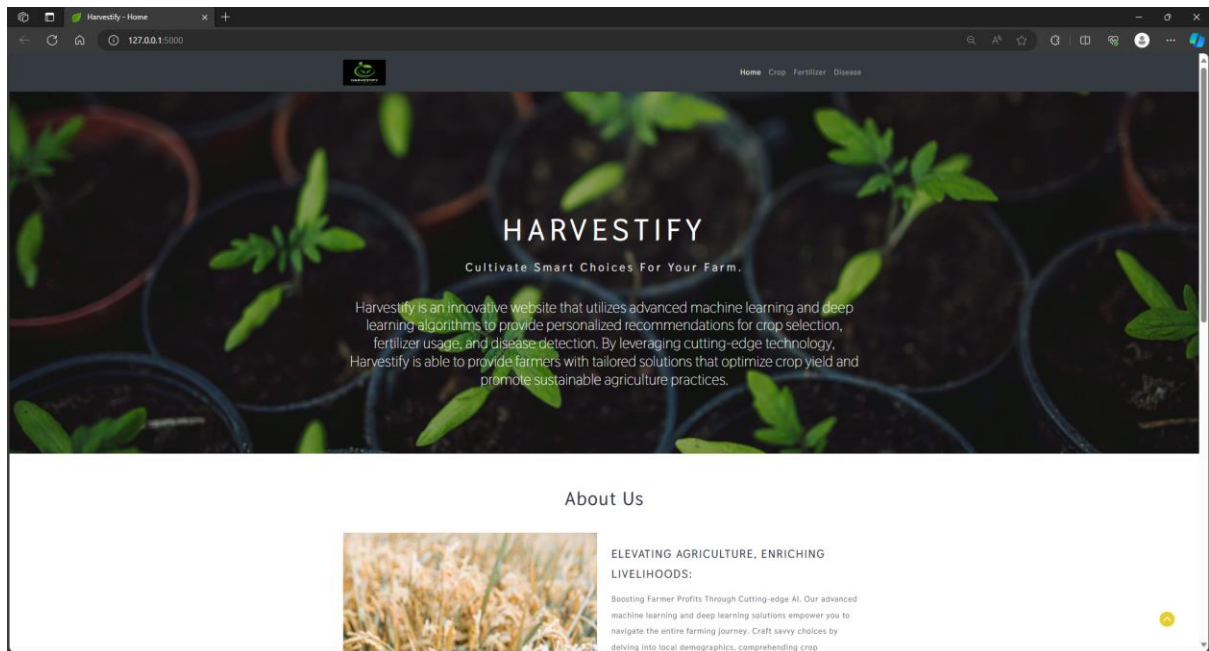 Harvestify - Home
127.0.0.1:5000
HARVESTIFY
Home Crop Fertilizer Disease
HARVESTIFY
Cultivate Smart Choices For Your Farm.
Harvestify is an innovative website that utilizes advanced machine learning and deep
learning algorithms to provide personalized recommendations for crop selection,
fertilizer usage, and disease detection. By leveraging cutting-edge technology,
Harvestify is able to provide farmers with tailored solutions that optimize crop yield and
promote sustainable agriculture practices.
About Us
ELEVATING AGRICULTURE, ENRICHING
LIVELIHOODS:
Boosting Farmer Profits Through Cutting-edge AI. Our advanced
machine learning and deep learning solutions empower you to
navigate the entire farming journey. Craft savvy choices by
delving into local demographics, comprehending crop